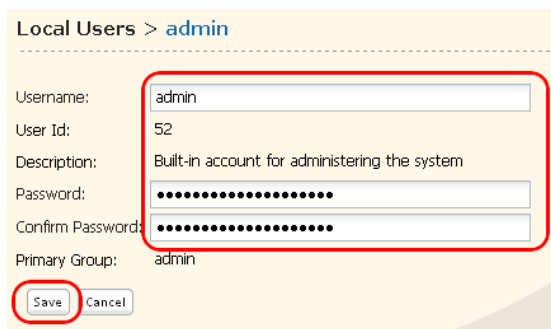 Local Users > admin
Username: admin
User Id: 52
Description: Built-in account for administering the system
Password: ••••••••••••••••••••
Confirm Password: ••••••••••••••••••••
Primary Group: admin
Save Cancel